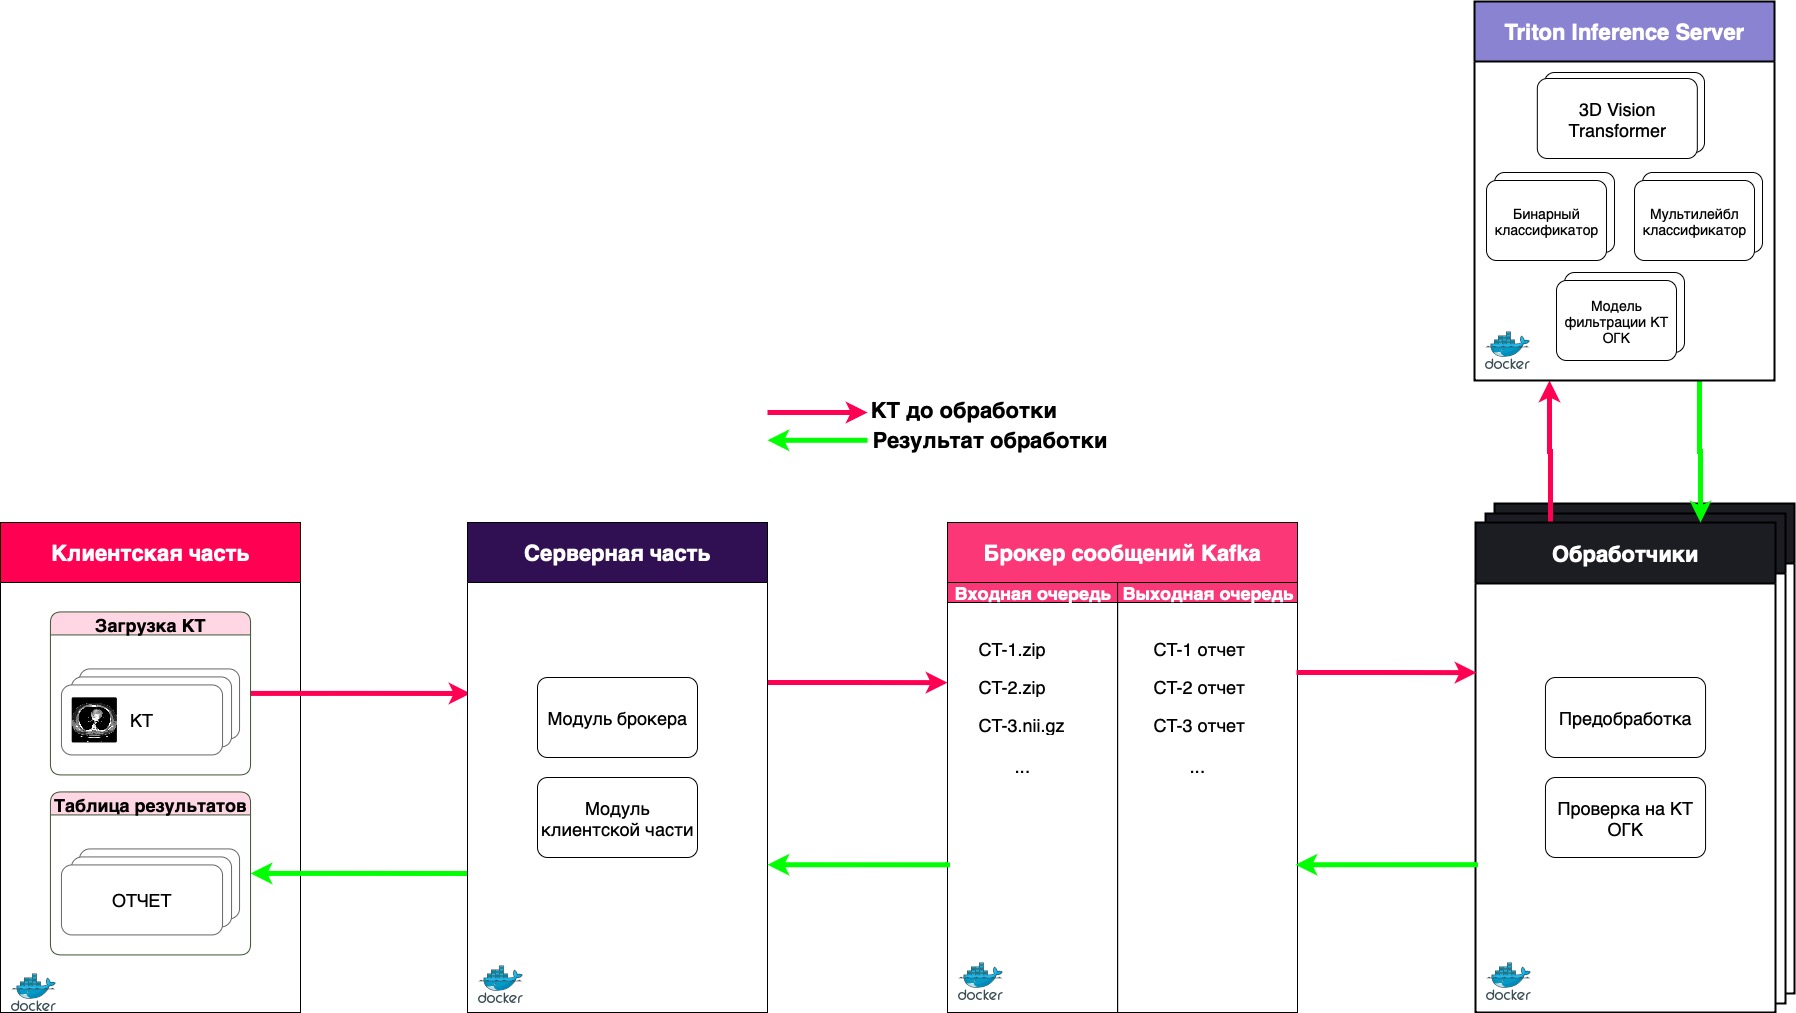 Triton Inference Server
3D Vision
Transformer
Бинарный
классификатор
Мультилейбл
классификатор
Модель
фильтрации КТ
ОГК
docker
КТ до обработки
Результат обработки
Клиентская часть
Загрузка КТ
КТ
Таблица результатов
ОТЧЕТ
docker
Серверная часть
Модуль брокера
Модуль
клиентской части
docker
Брокер сообщений Kafka
Входная очередь
CT-1.zip
CT-2.zip
CT-3.nii.gz
...
Выходная очередь
CT-1 отчет
CT-2 отчет
CT-3 отчет
...
docker
Обработчики
Предобработка
Проверка на КТ
ОГК
docker